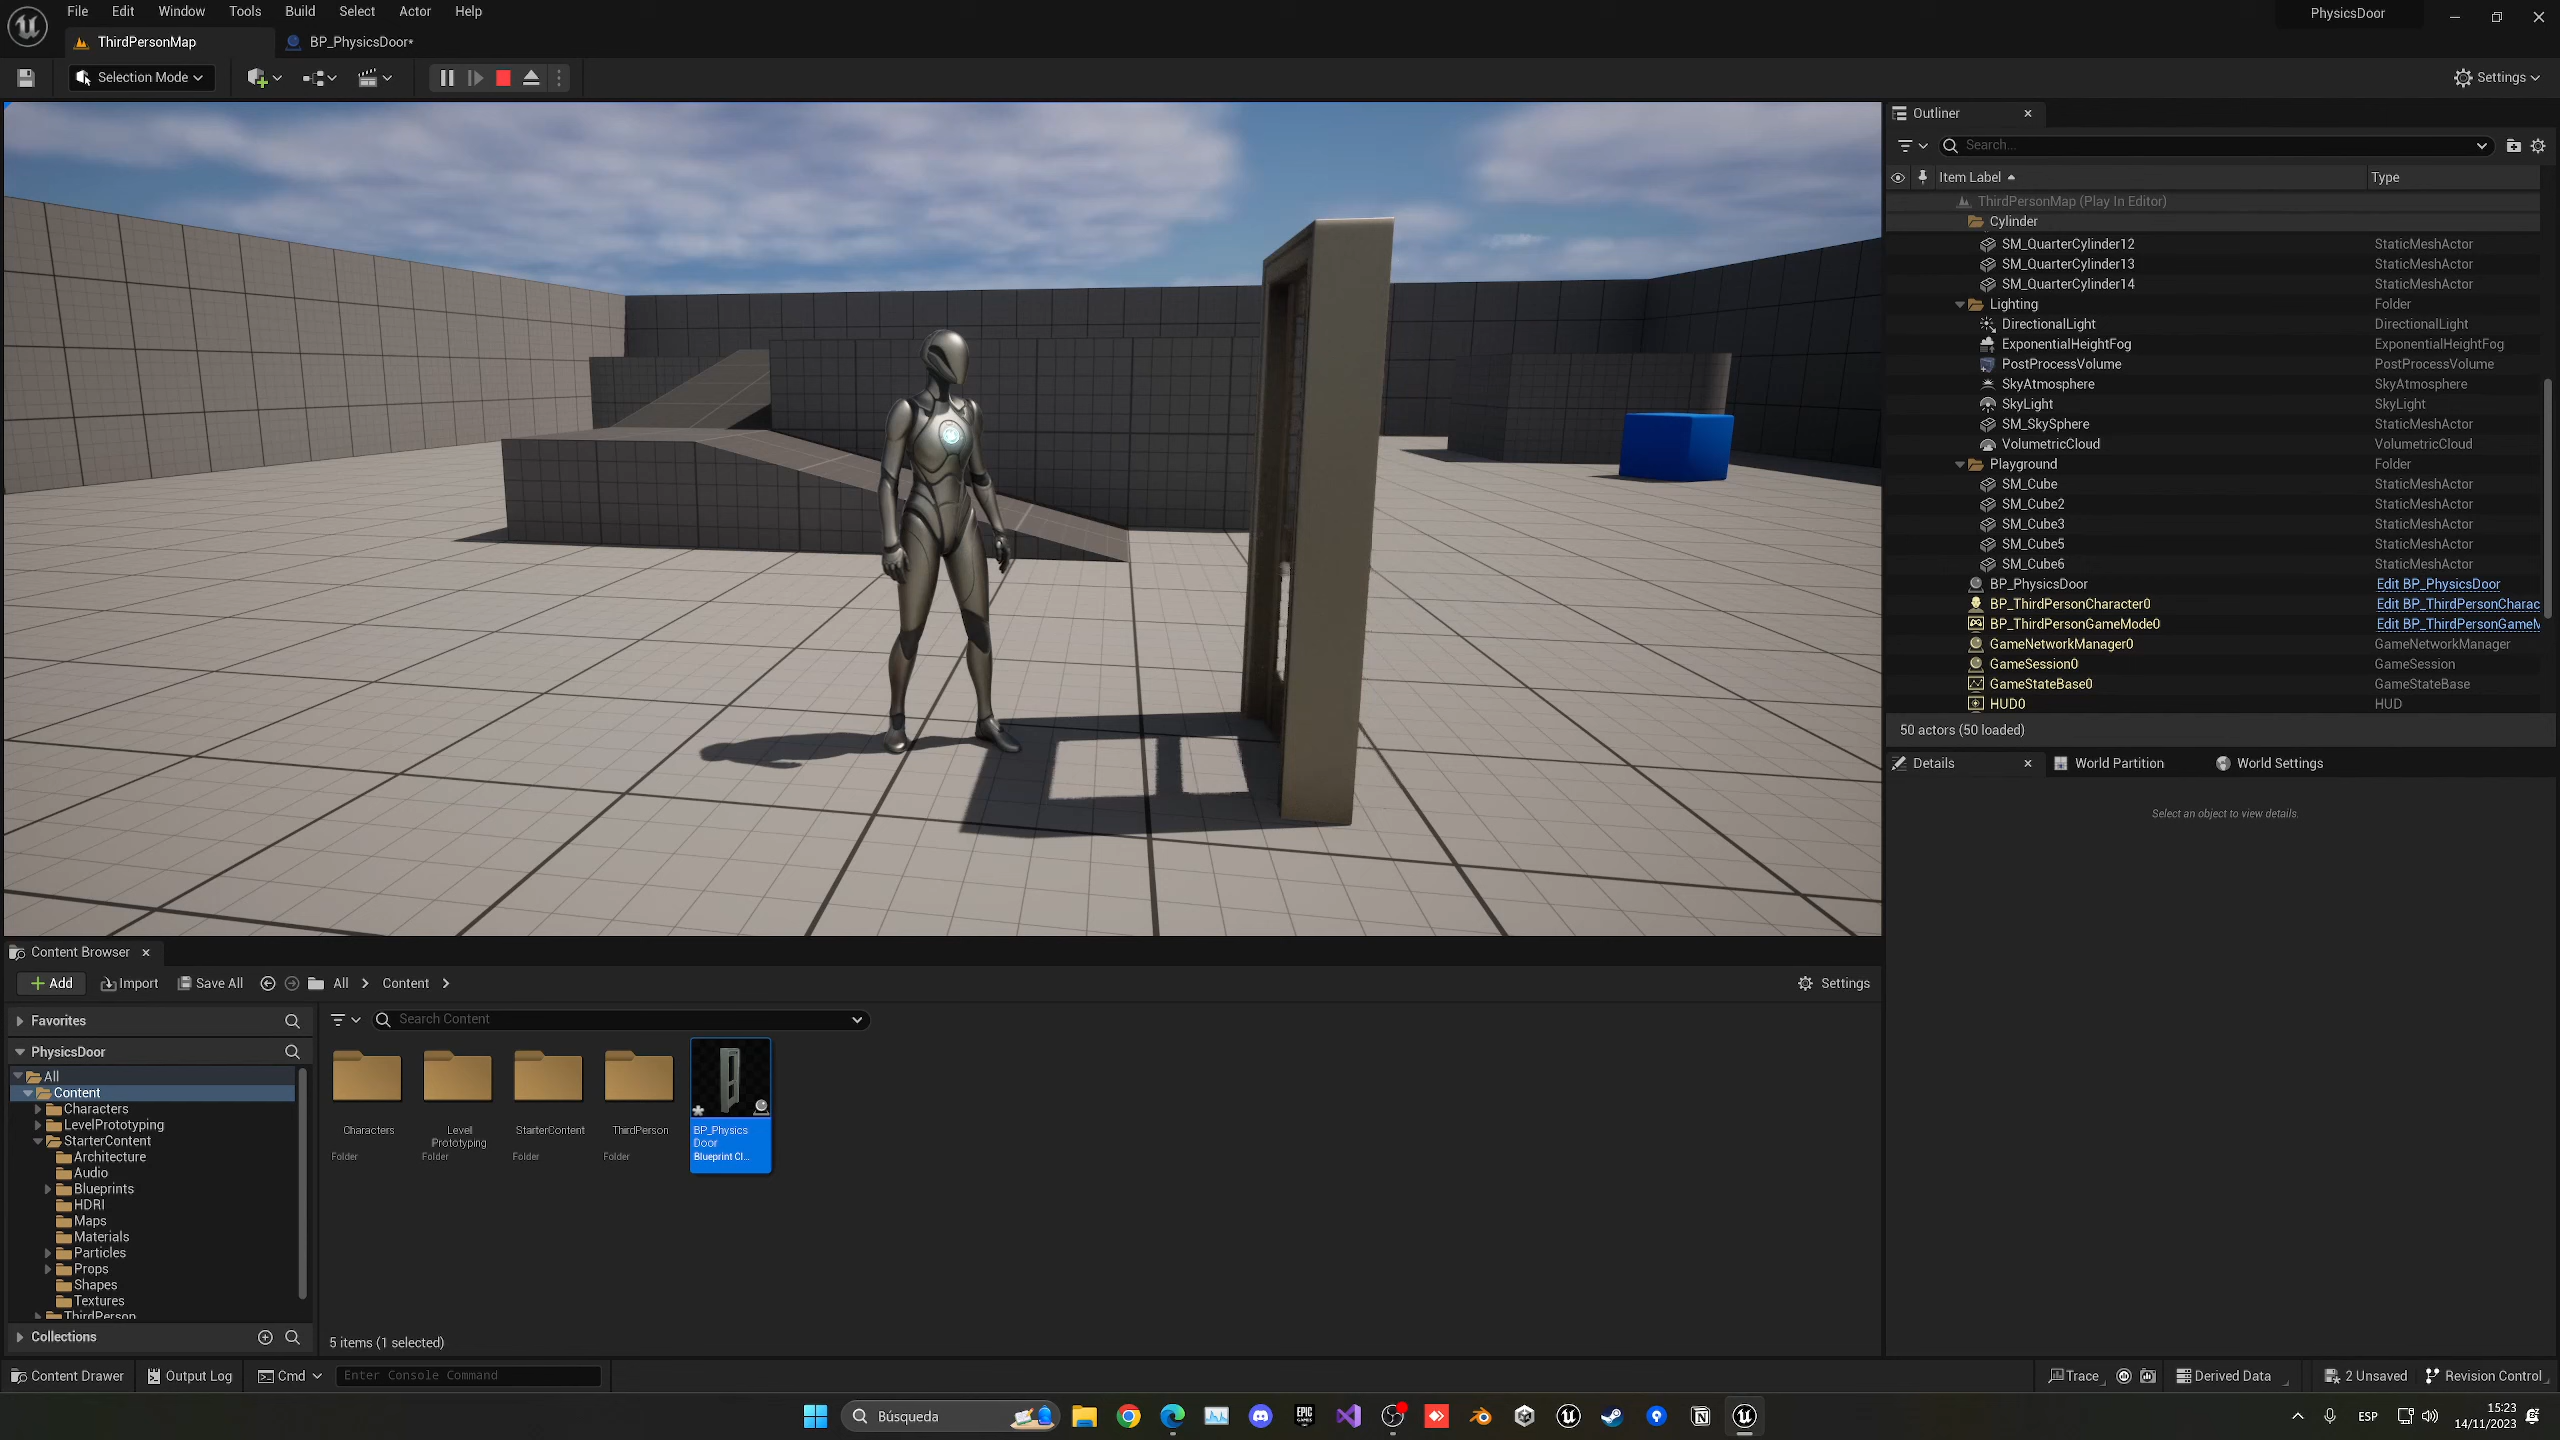 File Edit Window Tools Build Select Actor Help
PhysicsDoor
ThirdPersonMap
BP_PhysicsDoor*
Selection Mode
Settings
Outliner
Search...
Item Label
Type
ThirdPersonMap (Play In Editor)
Cylinder
SM_QuarterCylinder12 StaticMeshActor
SM_QuarterCylinder13 StaticMeshActor
SM_QuarterCylinder14 StaticMeshActor
Lighting Folder
DirectionalLight DirectionalLight
ExponentialHeightFog ExponentialHeightFog
PostProcessVolume PostProcessVolume
SkyAtmosphere SkyAtmosphere
SkyLight SkyLight
SM_SkySphere StaticMeshActor
VolumetricCloud VolumetricCloud
Playground Folder
SM_Cube StaticMeshActor
SM_Cube2 StaticMeshActor
SM_Cube3 StaticMeshActor
SM_Cube5 StaticMeshActor
SM_Cube6 StaticMeshActor
BP_PhysicsDoor Edit BP_PhysicsDoor
BP_ThirdPersonCharacter0 Edit BP_ThirdPersonCharac
BP_ThirdPersonGameMode0 Edit BP_ThirdPersonGameM
GameNetworkManager0 GameNetworkManager
GameSession0 GameSession
GameStateBase0 GameStateBase
HUD0 HUD
50 actors (50 loaded)
Details
World Partition
World Settings
Select an object to view details.
Content Browser
Add
Import
Save All
All
Content
Settings
Favorites
Search Content
PhysicsDoor
All
Content
Characters
LevelPrototyping
StarterContent
Architecture
Audio
Blueprints
HDRI
Maps
Materials
Particles
Props
Shapes
Textures
ThirdPerson
Collections
Characters
Folder
Level
Prototyping
Folder
StarterContent
Folder
ThirdPerson
Folder
BP_Physics
Door
Blueprint Cl...
5 items (1 selected)
Content Drawer
Output Log
Cmd
Enter Console Command
Trace
Derived Data
2 Unsaved
Revision Control
Búsqueda
EPIC
GAMES
ESP
15:23
14/11/2023